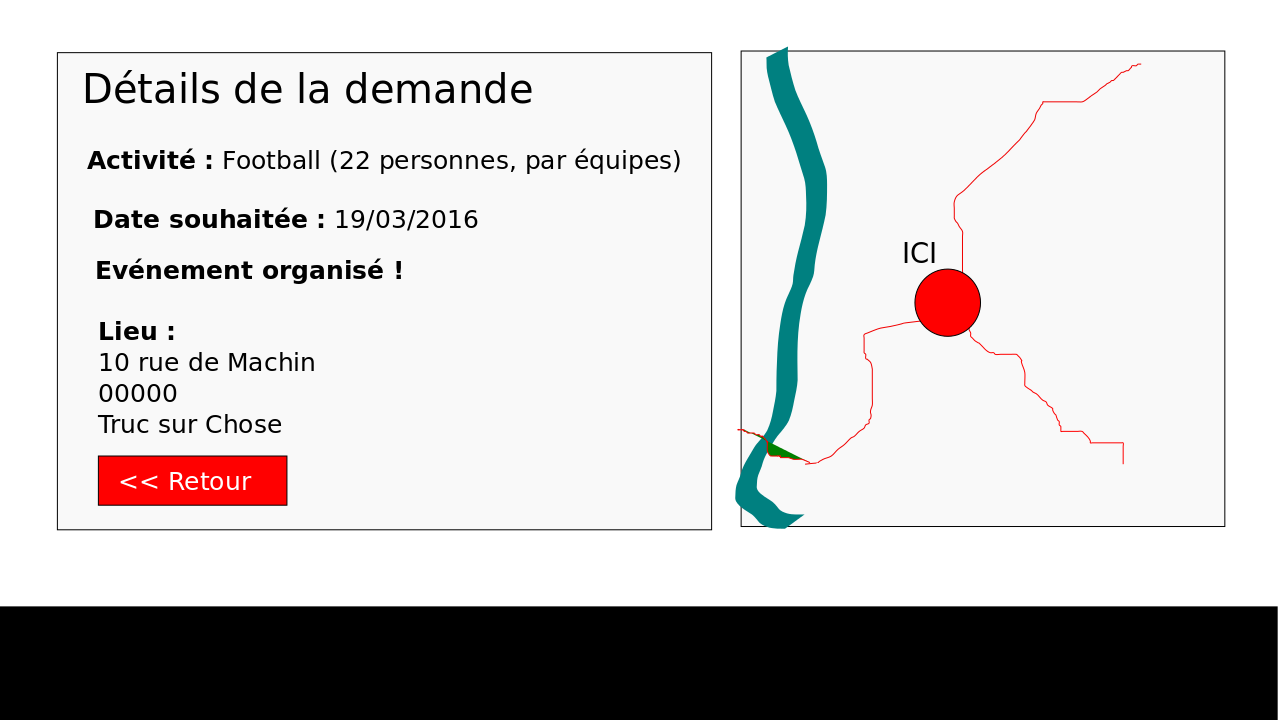 Détails de la demande
Activité : Football (22 personnes, par équipes)
Date souhaitée : 19/03/2016
Evénement organisé !
Lieu :
10 rue de Machin
00000
Truc sur Chose
<< Retour
ICI